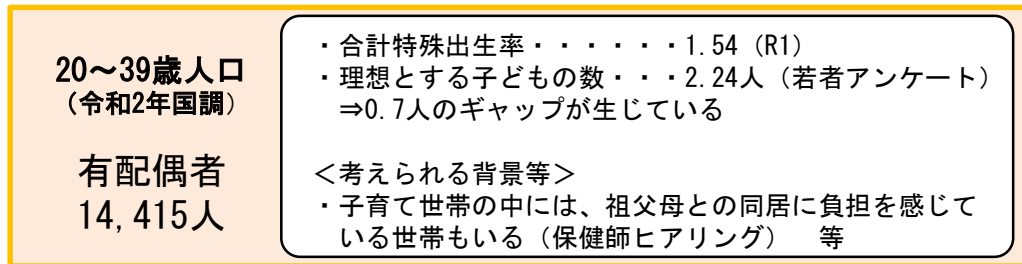 20～39歳人口
（令和2年国調）
有配偶者
14,415人
・合計特殊出生率・・・・・・1.54（R1）
・理想とする子どもの数・・・2.24人（若者アンケート）
⇒0.7人のギャップが生じている
＜考えられる背景等＞
・子育て世帯の中には、祖父母との同居に負担を感じて
いる世帯もいる（保健師ヒアリング）　等